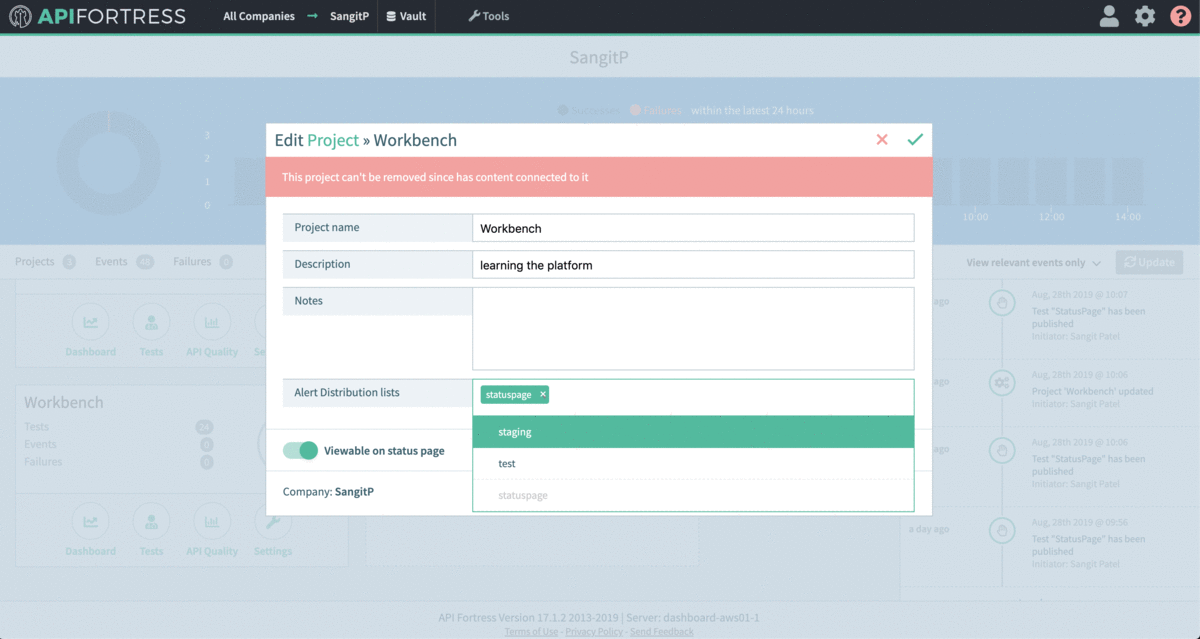 APIFORTRESS All Companies → SangitP Vault Tools ?
SangitP
Successes Failures within the latest 24 hours
3
2
1
0
10:00 12:00 14:00
Edit Project » Workbench
This project can't be removed since has content connected to it
Project name Workbench
Description learning the platform
Notes
Alert Distribution lists statuspage ×
staging
test
statuspage
Viewable on status page
Company: SangitP
Projects 3 Events 48 Failures 0
View relevant events only Update
Dashboard Tests API Quality Se
Workbench
Tests 24
Events 0
Failures 0
Dashboard Tests API Quality Settings
ago
Aug, 28th 2019 @ 10:07
Test "StatusPage" has been
published
Initiator: Sangit Patel
ago
Aug, 28th 2019 @ 10:06
Project 'Workbench' updated
Initiator: Sangit Patel
ago
Aug, 28th 2019 @ 10:06
Test "StatusPage" has been
published
Initiator: Sangit Patel
a day ago
Aug, 28th 2019 @ 09:56
Test "StatusPage" has been
published
Initiator: Sangit Patel
API Fortress Version 17.1.2 2013-2019 | Server: dashboard-aws01-1
Terms of Use - Privacy Policy - Send Feedback